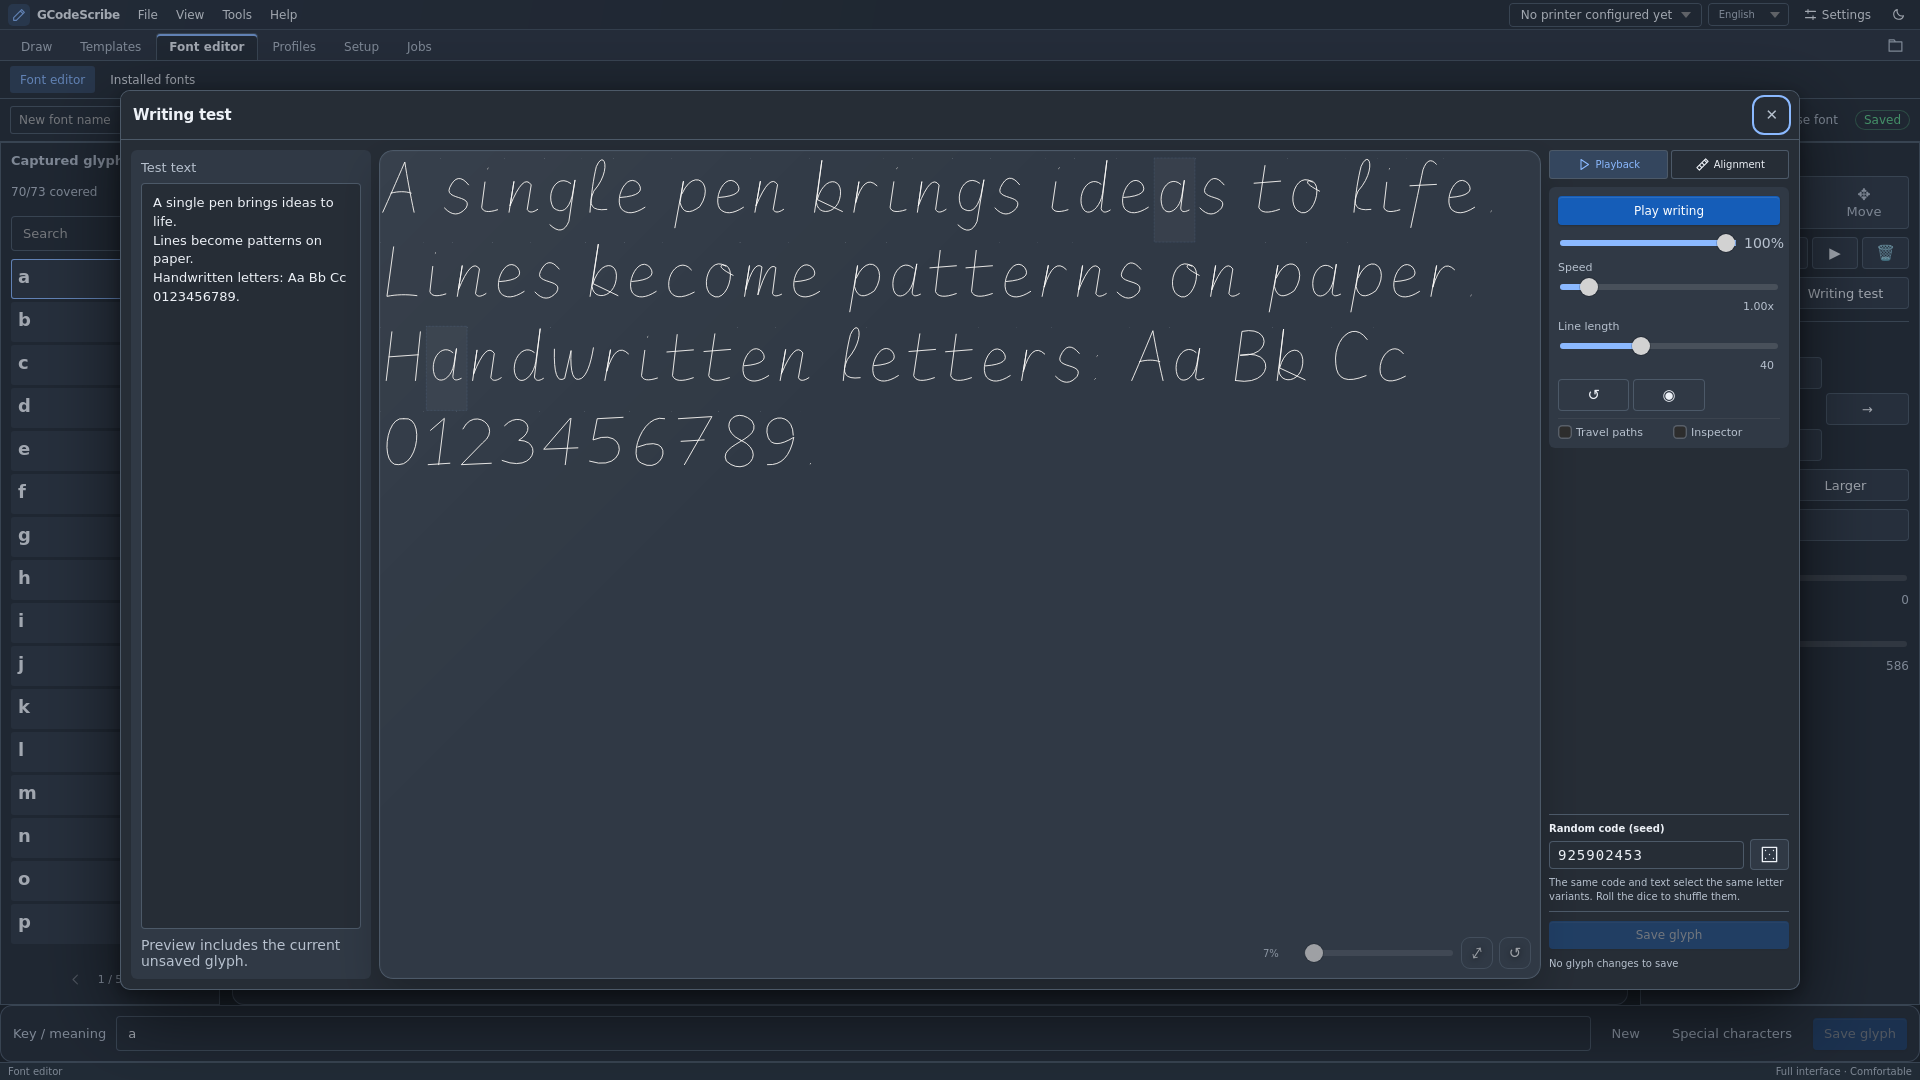 GCodeScribe File View Tools Help No printer configured yet English Settings
Draw Templates Font editor Profiles Setup Jobs
Font editor Installed fonts
New font name se font Saved
Writing test ×
Captured glyph
70/73 covered
Search
a
b
c
d
e
f
g
h
i
j
k
l
m
n
o
p
1 / 5
Test text
A single pen brings ideas to
life.
Lines become patterns on
paper.
Handwritten letters: Aa Bb Cc
0123456789.
Preview includes the current
unsaved glyph.
A single pen brings ideas to life.
Lines become patterns on paper.
Handwritten letters: Aa Bb Cc
0123456789.
7%
Playback Alignment
Play writing
100%
Speed
1.00x
Line length
40
Travel paths Inspector
Random code (seed)
925902453
The same code and text select the same letter
variants. Roll the dice to shuffle them.
Save glyph
No glyph changes to save
Move
Writing test
→
Larger
0
586
Key / meaning a New Special characters Save glyph
Font editor Full interface · Comfortable